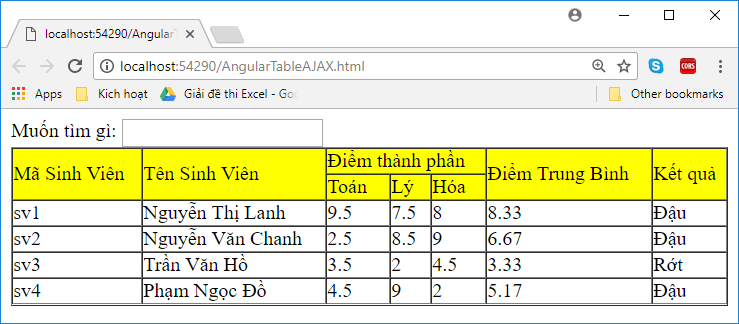 localhost:54290/Angular
localhost:54290/AngularTableAJAX.html
Apps Kich hoạt Giải đề thi Excel - Go Other bookmarks
Muốn tìm gì:
Mã Sinh Viên Tên Sinh Viên Điểm thành phần Điểm Trung Bình Kết quả
Toán Lý Hóa
sv1 Nguyễn Thị Lanh 9.5 7.5 8 8.33 Đậu
sv2 Nguyễn Văn Chanh 2.5 8.5 9 6.67 Đậu
sv3 Trần Văn Hồ 3.5 2 4.5 3.33 Rớt
sv4 Phạm Ngọc Đồ 4.5 9 2 5.17 Đậu